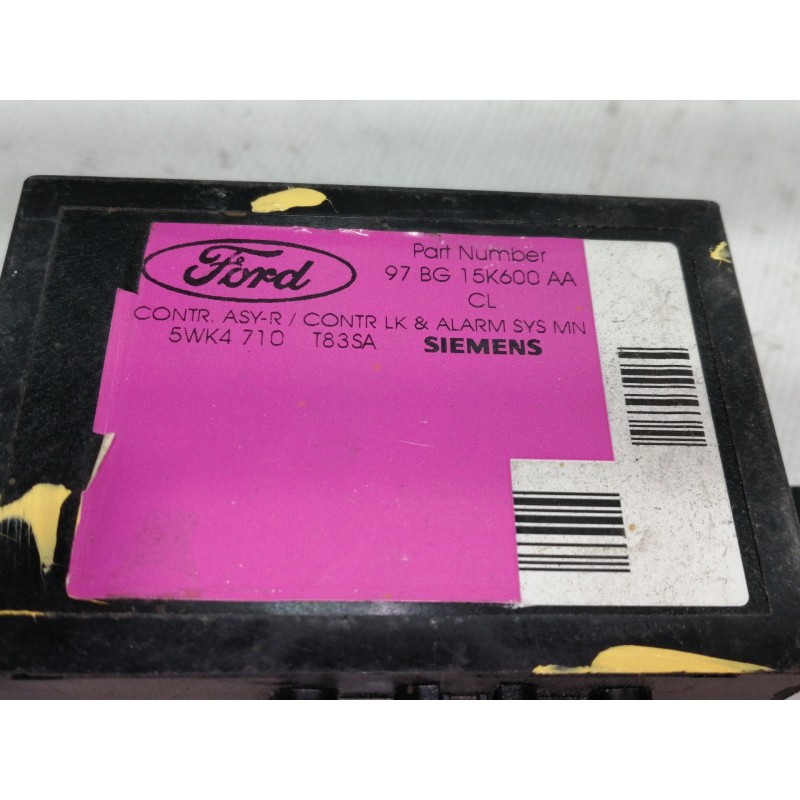 Ford
Part Number
97 BG 15K600 AA
CL
CONTR. ASY-R / CONTR LK & ALARM SYS MN
5WK4 710 T83SA SIEMENS